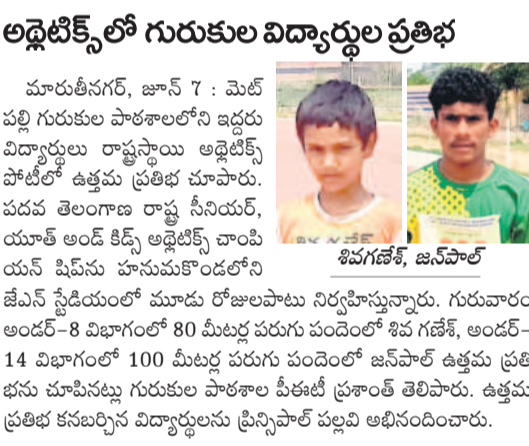 అథ్లెటిక్స్‌లో గురుకుల విద్యార్థుల ప్రతిభ
మారుతీనగర్, జూన్ 7 : మెట్
పల్లి గురుకుల పాఠశాలలోని ఇద్దరు
విద్యార్థులు రాష్ట్రస్థాయి అథ్లెటిక్స్
పోటీలో ఉత్తమ ప్రతిభ చూపారు.
పదవ తెలంగాణ రాష్ట్ర సీనియర్,
యూత్ అండ్ కిడ్స్ అథ్లెటిక్స్ చాంపి
యన్ షిప్‌ను హనుమకొండలోని
శివగణేశ్, జన్‌పాల్
జేఎన్ స్టేడియంలో మూడు రోజులపాటు నిర్వహిస్తున్నారు. గురువారం
అండర్-8 విభాగంలో 80 మీటర్ల పరుగు పందెంలో శివ గణేశ్, అండర్-
14 విభాగంలో 100 మీటర్ల పరుగు పందెంలో జన్‌పాల్ ఉత్తమ ప్రతి
భను చూపినట్లు గురుకుల పాఠశాల పీఈటీ ప్రశాంత్ తెలిపారు. ఉత్తమ
ప్రతిభ కనబర్చిన విద్యార్థులను ప్రిన్సిపాల్ పల్లవి అభినందించారు.